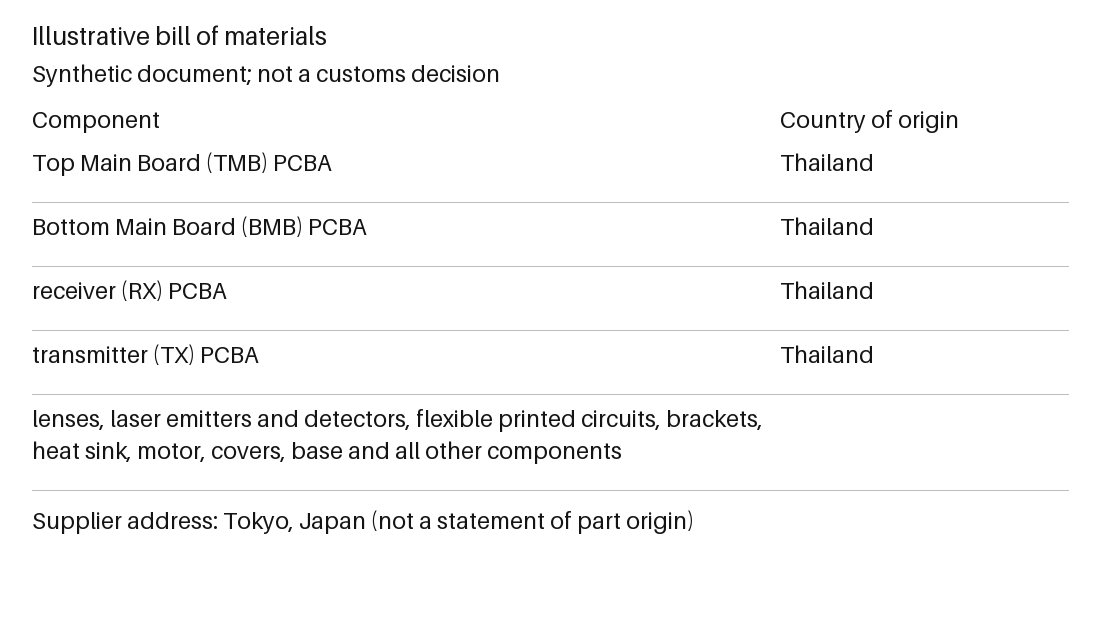 Illustrative bill of materials
Synthetic document; not a customs decision
Component Country of origin
Top Main Board (TMB) PCBA Thailand
Bottom Main Board (BMB) PCBA Thailand
receiver (RX) PCBA Thailand
transmitter (TX) PCBA Thailand
lenses, laser emitters and detectors, flexible printed circuits, brackets,
heat sink, motor, covers, base and all other components
Supplier address: Tokyo, Japan (not a statement of part origin)